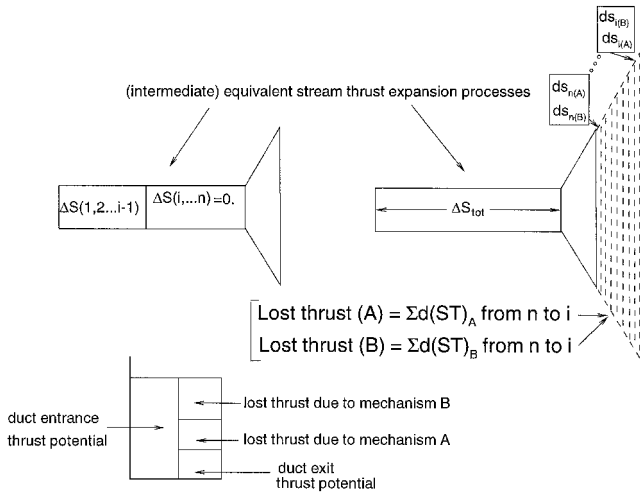 ds_i(B)
ds_i(A)
ds_n(A)
ds_n(B)
(intermediate) equivalent stream thrust expansion processes
ΔS(1,2...i-1)
ΔS(i,...n)=0.
ΔS_tot
Lost thrust (A) = Σd(ST)_A from n to i
Lost thrust (B) = Σd(ST)_B from n to i
duct entrance
thrust potential
lost thrust due to mechanism B
lost thrust due to mechanism A
duct exit
thrust potential